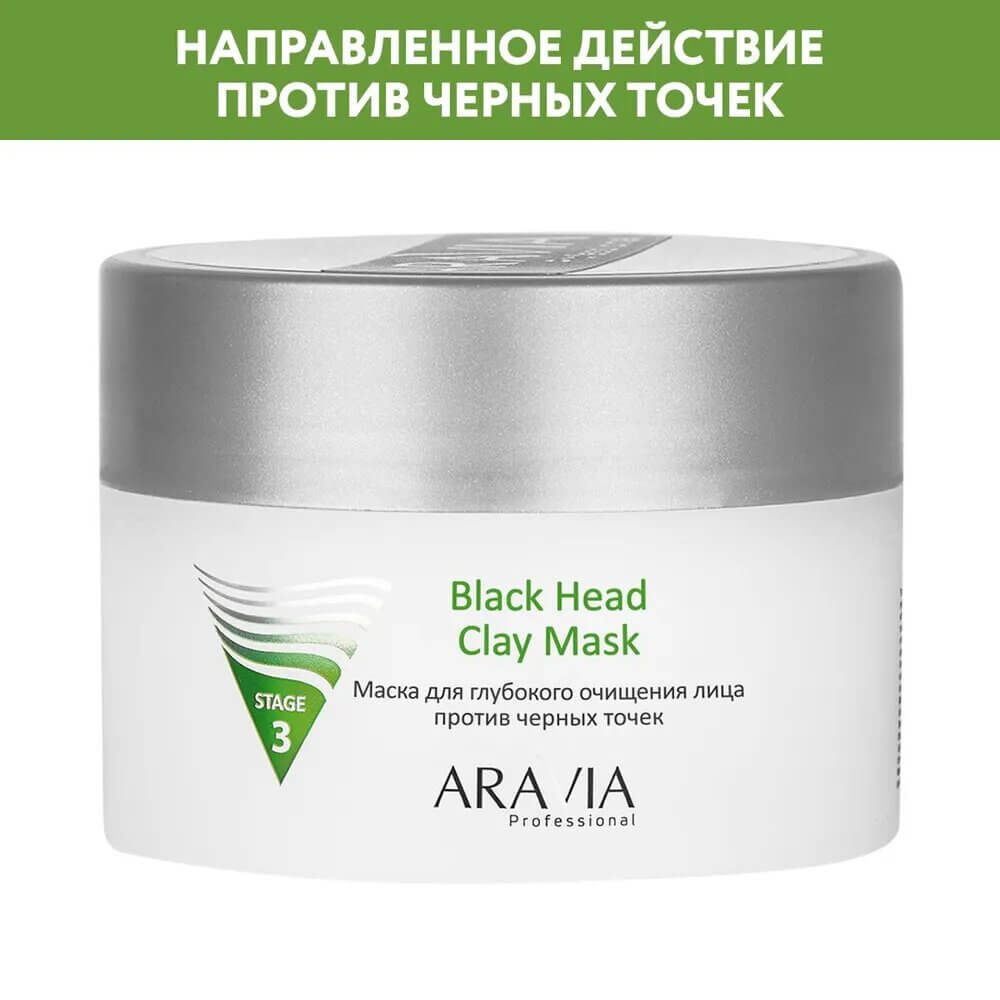 НАПРАВЛЕННОЕ ДЕЙСТВИЕ
ПРОТИВ ЧЕРНЫХ ТОЧЕК
STAGE
3
Black Head
Clay Mask
Маска для глубокого очищения лица
против черных точек
ARAVIA
Professional